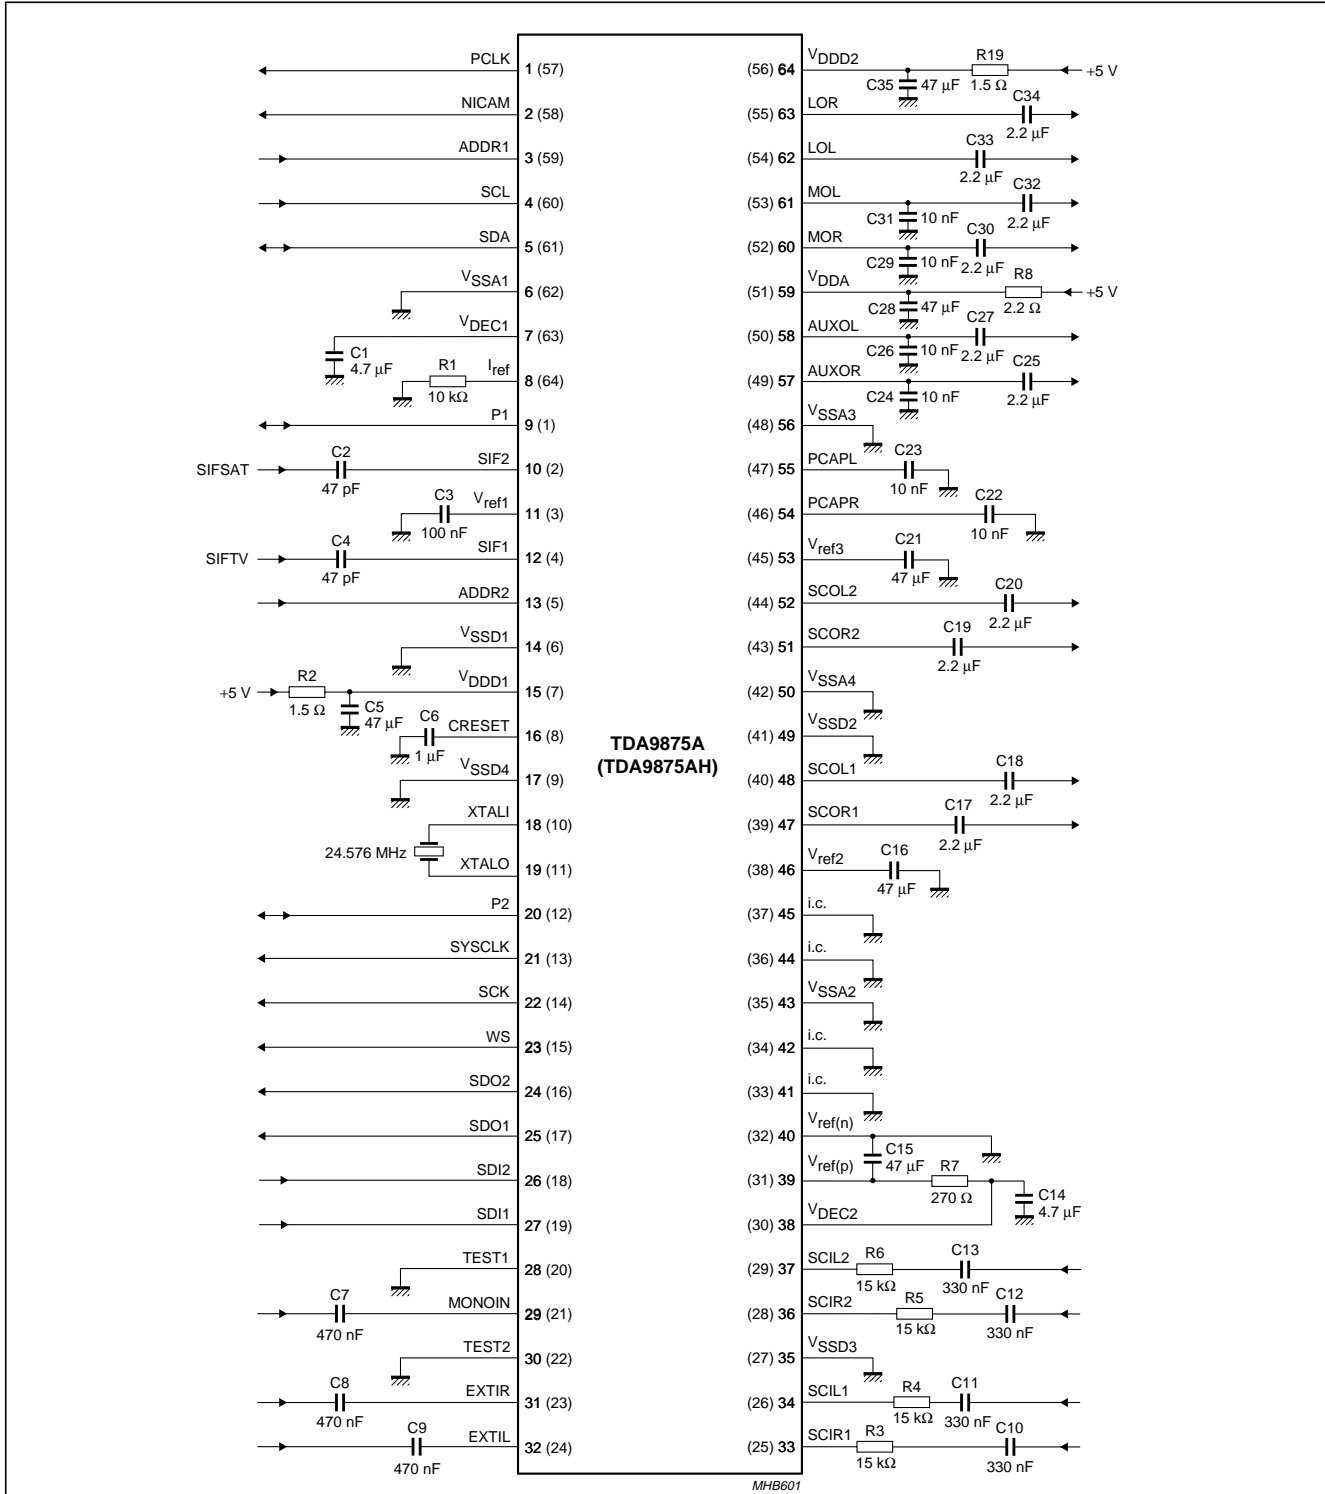 PCLK 1 (57)
NICAM 2 (58)
ADDR1 3 (59)
SCL 4 (60)
SDA 5 (61)
VSSA1 6 (62)
VDEC1 7 (63)
C1
4.7 µF
R1
10 kΩ
Iref 8 (64)
P1 9 (1)
SIFSAT
C2
47 pF
SIF2 10 (2)
C3
100 nF
Vref1 11 (3)
SIFTV
C4
47 pF
SIF1 12 (4)
ADDR2 13 (5)
VSSD1 14 (6)
+5 V
R2
1.5 Ω
C5
47 µF
VDDD1 15 (7)
C6
1 µF
CRESET 16 (8)
VSSD4 17 (9)
XTALI 18 (10)
24.576 MHz
XTALO 19 (11)
P2 20 (12)
SYSCLK 21 (13)
SCK 22 (14)
WS 23 (15)
SDO2 24 (16)
SDO1 25 (17)
SDI2 26 (18)
SDI1 27 (19)
TEST1 28 (20)
C7
470 nF
MONOIN 29 (21)
TEST2 30 (22)
C8
470 nF
EXTIR 31 (23)
C9
470 nF
EXTIL 32 (24)
TDA9875A
(TDA9875AH)
(56) 64 VDDD2
C35 47 µF
R19
1.5 Ω
+5 V
(55) 63 LOR
C34
2.2 µF
(54) 62 LOL
C33
2.2 µF
(53) 61 MOL
C31 10 nF
C32
2.2 µF
(52) 60 MOR
C29 10 nF
C30
2.2 µF
(51) 59 VDDA
C28 47 µF
R8
2.2 Ω
+5 V
(50) 58 AUXOL
C26 10 nF
C27
2.2 µF
(49) 57 AUXOR
C24 10 nF
C25
2.2 µF
(48) 56 VSSA3
(47) 55 PCAPL
C23
10 nF
(46) 54 PCAPR
C22
10 nF
(45) 53 Vref3
C21
47 µF
(44) 52 SCOL2
C20
2.2 µF
(43) 51 SCOR2
C19
2.2 µF
(42) 50 VSSA4
(41) 49 VSSD2
(40) 48 SCOL1
C18
2.2 µF
(39) 47 SCOR1
C17
2.2 µF
(38) 46 Vref2
C16
47 µF
(37) 45 i.c.
(36) 44 i.c.
(35) 43 VSSA2
(34) 42 i.c.
(33) 41 i.c.
(32) 40 Vref(n)
C15
47 µF
(31) 39 Vref(p)
R7
270 Ω
C14
4.7 µF
(30) 38 VDEC2
(29) 37 SCIL2
R6
15 kΩ
C13
330 nF
(28) 36 SCIR2
R5
15 kΩ
C12
330 nF
(27) 35 VSSD3
(26) 34 SCIL1
R4
15 kΩ
C11
330 nF
(25) 33 SCIR1
R3
15 kΩ
C10
330 nF
MHB601